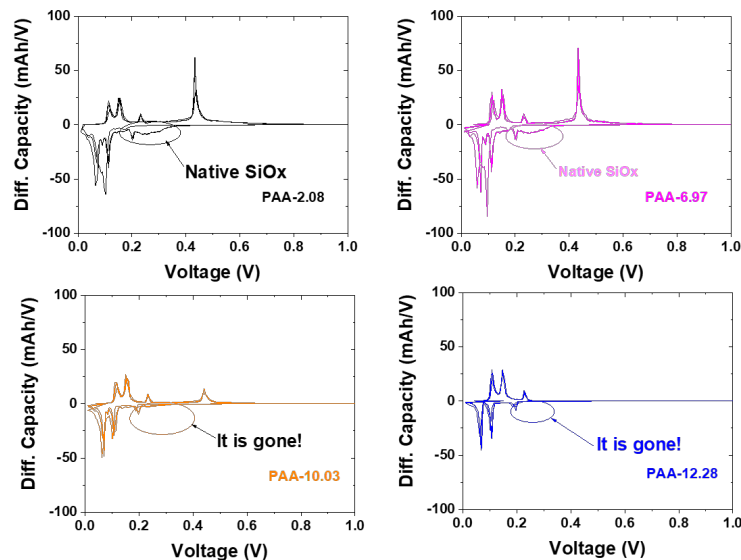 Diff. Capacity (mAh/V)
100
50
0
-50
-100
Native SiOx
PAA-2.08
0.0 0.2 0.4 0.6 0.8 1.0
Voltage (V)
Diff. Capacity (mAh/V)
100
50
0
-50
-100
Native SiOx
PAA-6.97
0.0 0.2 0.4 0.6 0.8 1.0
Voltage (V)
Diff. Capacity (mAh/V)
100
50
0
-50
-100
It is gone!
PAA-10.03
0.0 0.2 0.4 0.6 0.8 1.0
Voltage (V)
Diff. Capacity (mAh/V)
100
50
0
-50
-100
It is gone!
PAA-12.28
0.0 0.2 0.4 0.6 0.8 1.0
Voltage (V)